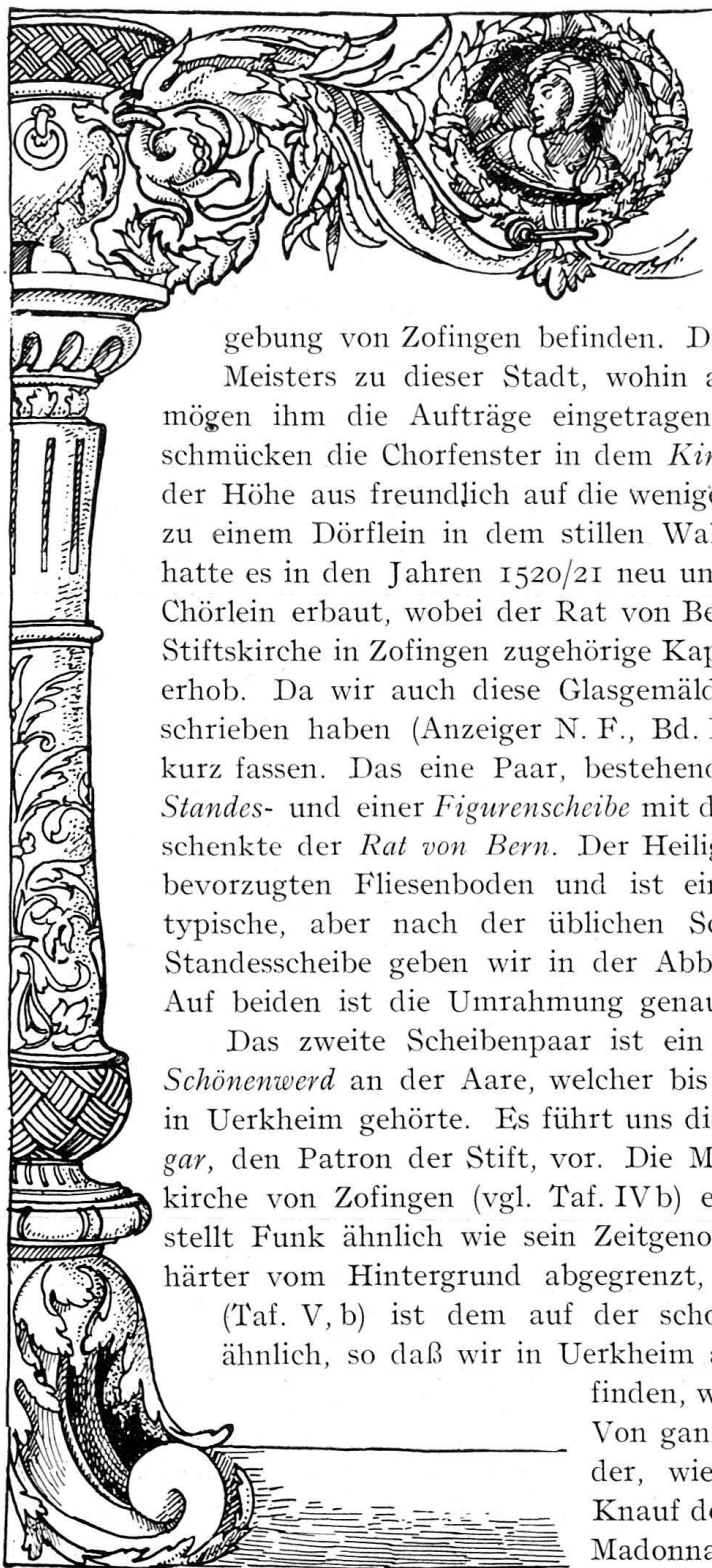 gebung von Zofingen befinden. D
Meisters zu dieser Stadt, wohin a
mögen ihm die Aufträge eingetragen
schmücken die Chorfenster in dem Kir
der Höhe aus freundlich auf die wenig
zu einem Dörflein in dem stillen Wal
hatte es in den Jahren 1520/21 neu un
Chörlein erbaut, wobei der Rat von Be
Stiftskirche in Zofingen zugehörige Kap
erhob. Da wir auch diese Glasgemäld
schrieben haben (Anzeiger N. F., Bd.
kurz fassen. Das eine Paar, bestehend
Standes- und einer Figurenscheibe mit d
schenkte der Rat von Bern. Der Heilig
bevorzugten Fliesenboden und ist ein
typische, aber nach der üblichen Sc
Standesscheibe geben wir in der Abb
Auf beiden ist die Umrahmung genau
Das zweite Scheibenpaar ist ein
Schönenwerd an der Aare, welcher bis
in Uerkheim gehörte. Es führt uns di
gar, den Patron der Stift, vor. Die M
kirche von Zofingen (vgl. Taf. IVb) e
stellt Funk ähnlich wie sein Zeitgeno
härter vom Hintergrund abgegrenzt,
(Taf. V, b) ist dem auf der scho
ähnlich, so daß wir in Uerkheim a
finden, w
Von gan
der, wie
Knauf de
Madonna